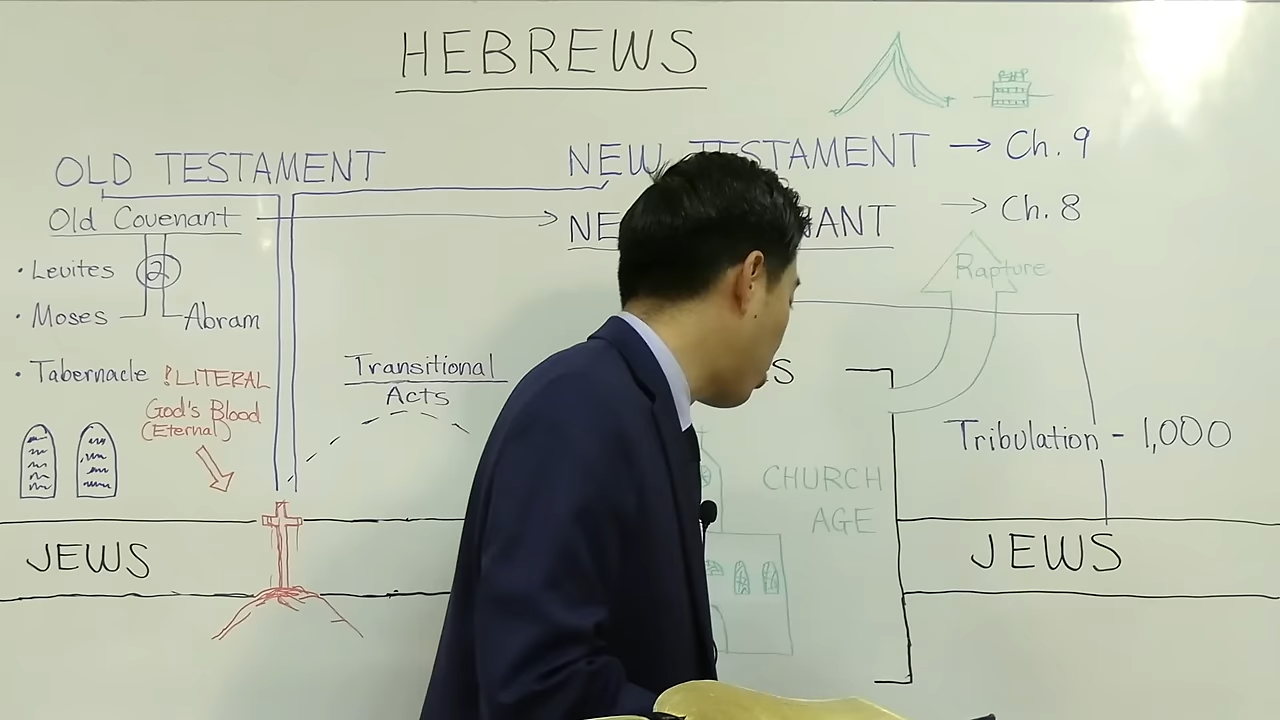 HEBREWS
OLD TESTAMENT
NEW TESTAMENT → Ch. 9
Old Covenant
→ Ch. 8
• Levites
2
• Moses
Abram
Rapture
• Tabernacle
! LITERAL
God's Blood
(Eternal)
Transitional
Acts
Tribulation - 1,000
CHURCH
AGE
JEWS
JEWS